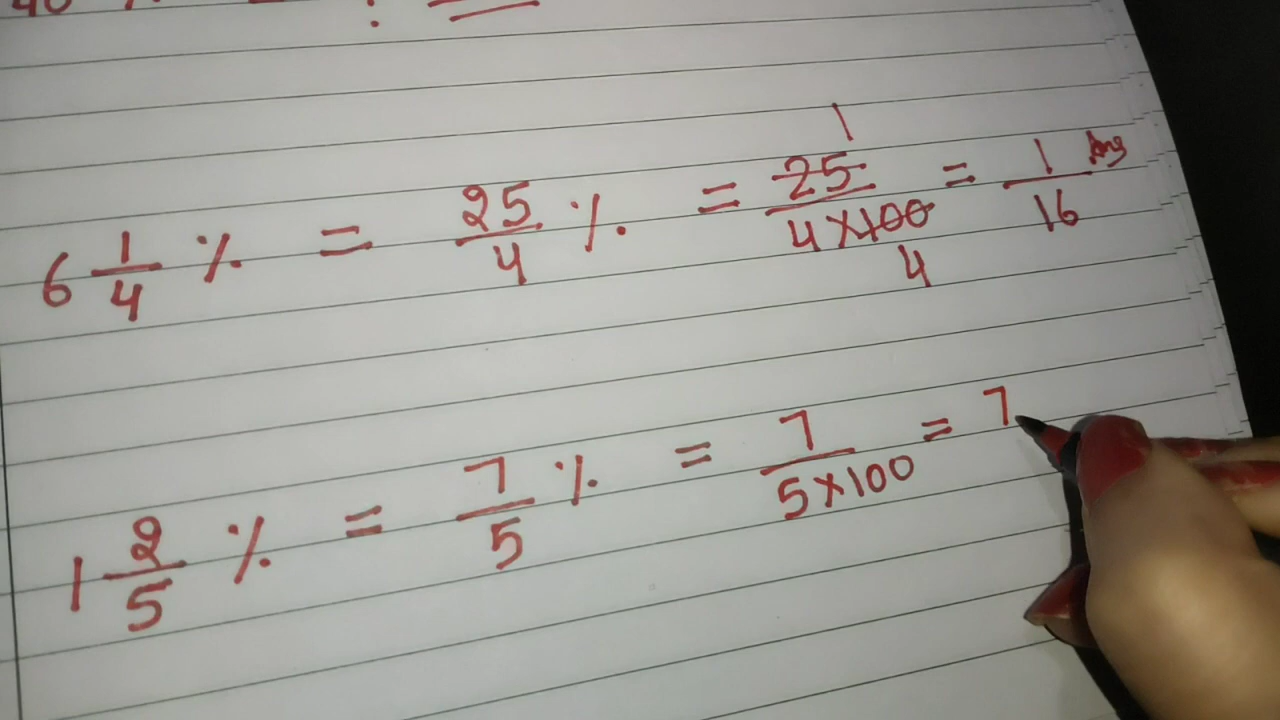 40
6 1/4 % = 25/4 % = 25/4×100 = 1/16 Ans
1
4
1 2/5 % = 7/5 % = 7/5×100 = 7